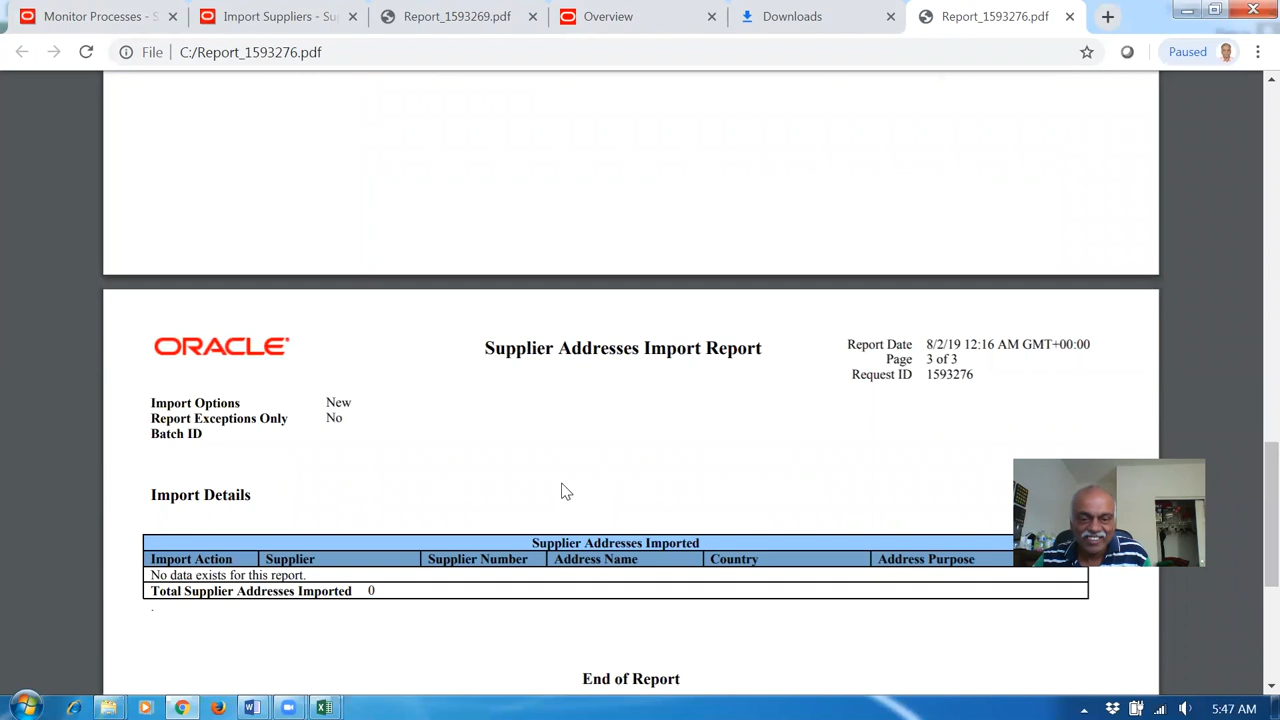 Monitor Processes - S
Import Suppliers - Su
Report_1593269.pdf
Overview
Downloads
Report_1593276.pdf
File
C:/Report_1593276.pdf
Paused
ORACLE
Supplier Addresses Import Report
Report Date 8/2/19 12:16 AM GMT+00:00
Page 3 of 3
Request ID 1593276
Import Options New
Report Exceptions Only No
Batch ID
Import Details
Supplier Addresses Imported
Import Action Supplier Supplier Number Address Name Country Address Purpose
No data exists for this report.
Total Supplier Addresses Imported 0
.
End of Report
5:47 AM